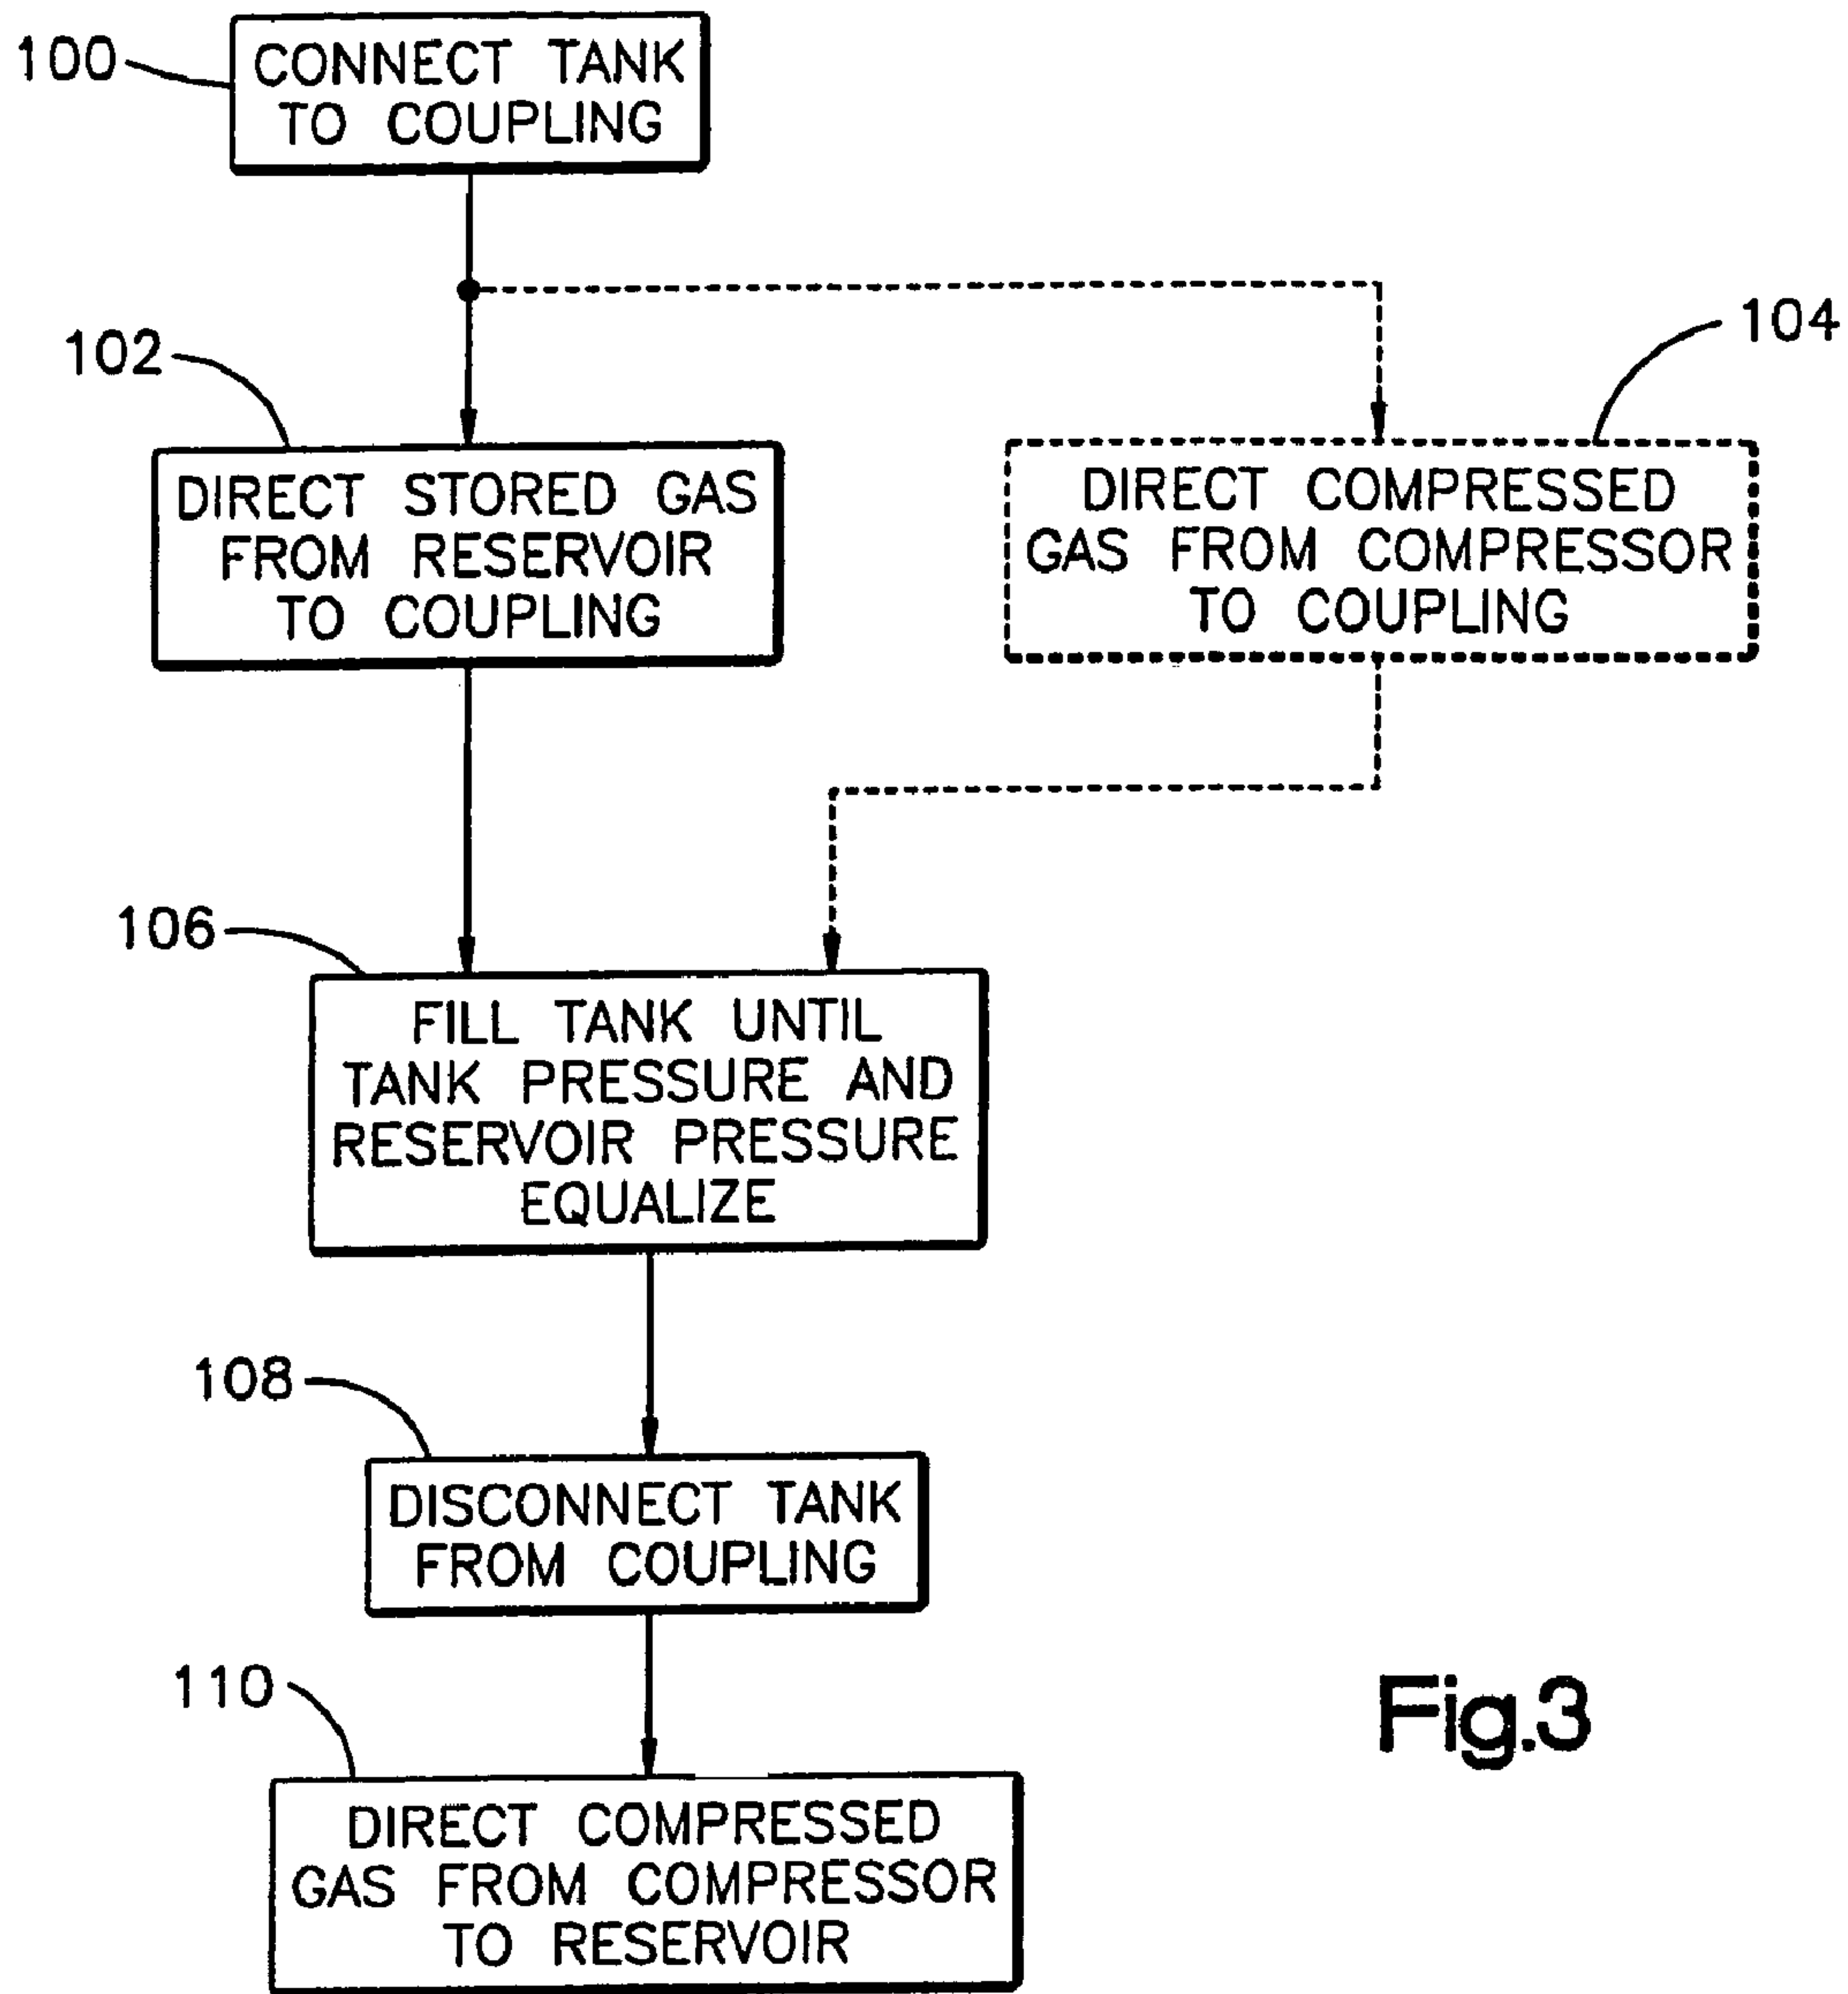 100
CONNECT TANK
TO COUPLING
102
DIRECT STORED GAS
FROM RESERVOIR
TO COUPLING
104
DIRECT COMPRESSED
GAS FROM COMPRESSOR
TO COUPLING
106
FILL TANK UNTIL
TANK PRESSURE AND
RESERVOIR PRESSURE
EQUALIZE
108
DISCONNECT TANK
FROM COUPLING
110
DIRECT COMPRESSED
GAS FROM COMPRESSOR
TO RESERVOIR
Fig.3